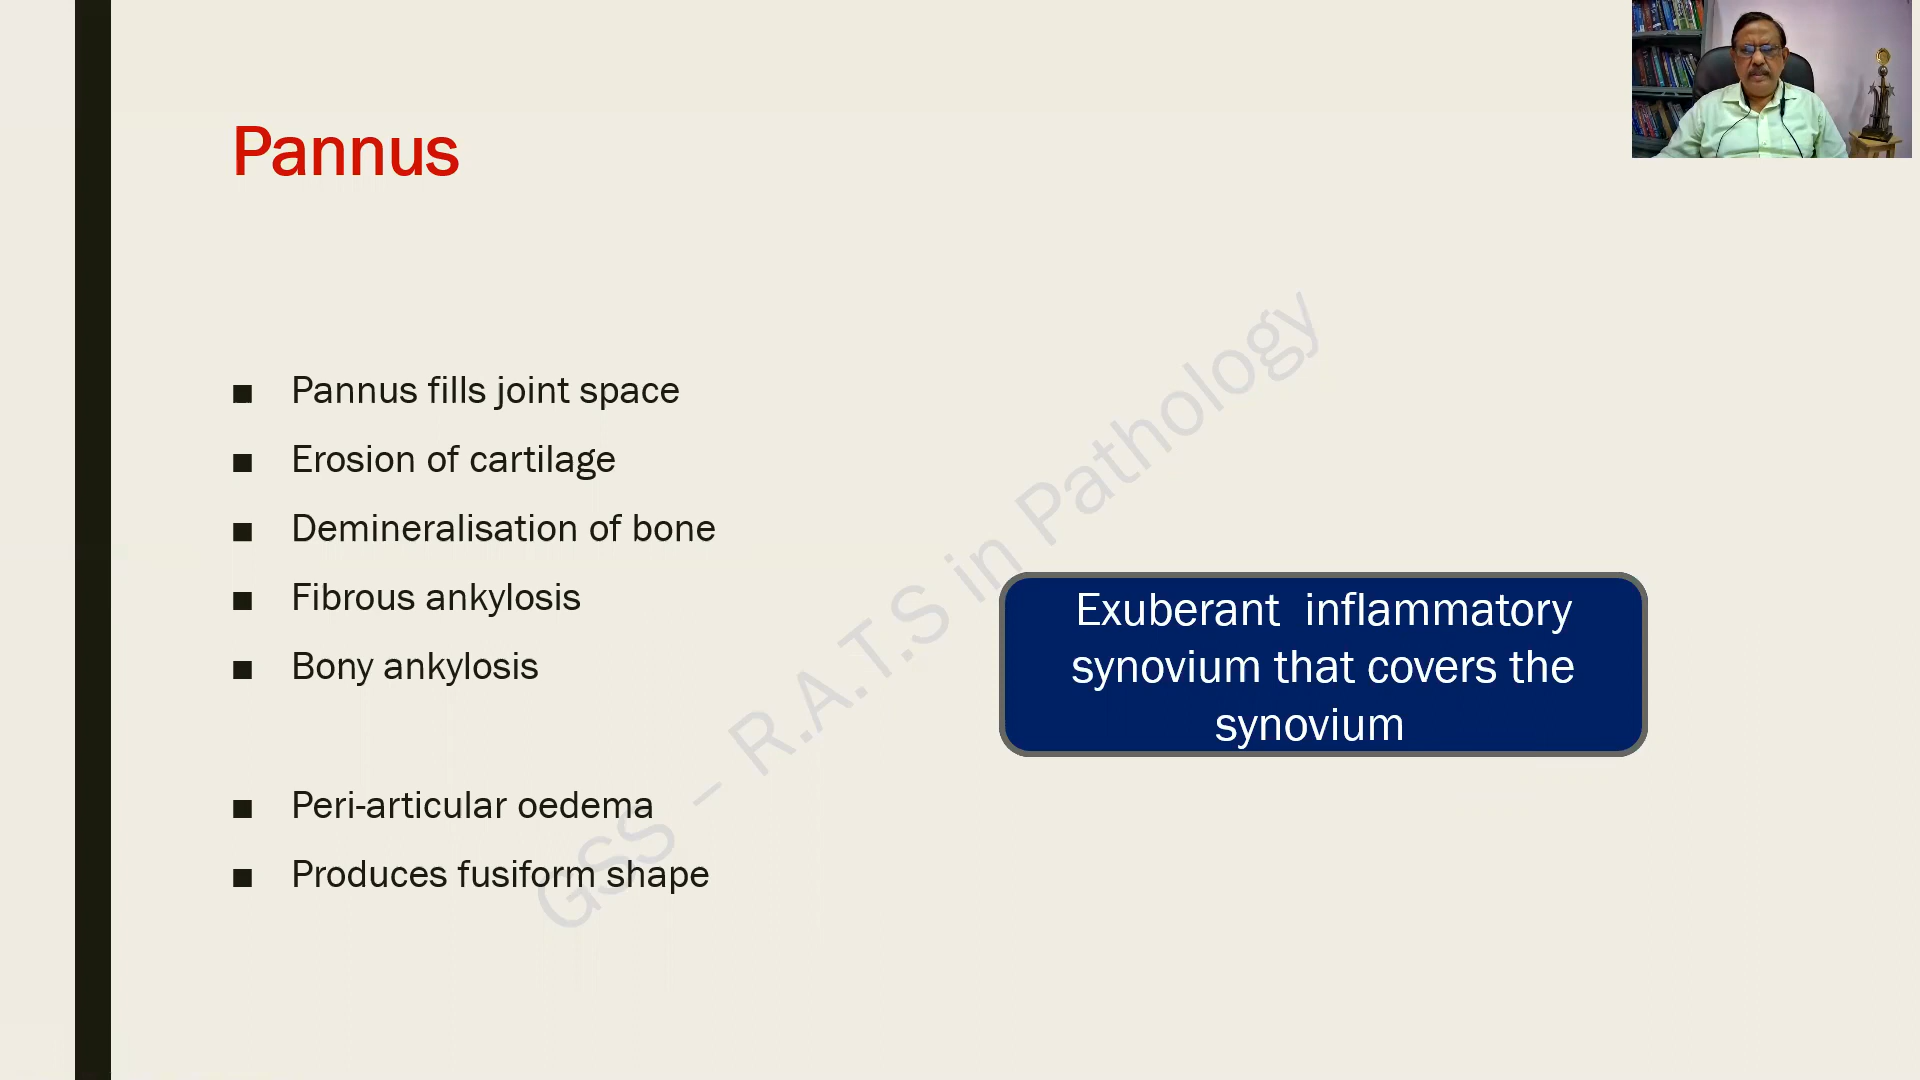 Pannus
■ Pannus fills joint space
■ Erosion of cartilage
■ Demineralisation of bone
■ Fibrous ankylosis
■ Bony ankylosis
■ Peri-articular oedema
■ Produces fusiform shape
Exuberant inflammatory
synovium that covers the
synovium
GSS – R.A.T.S in Pathology